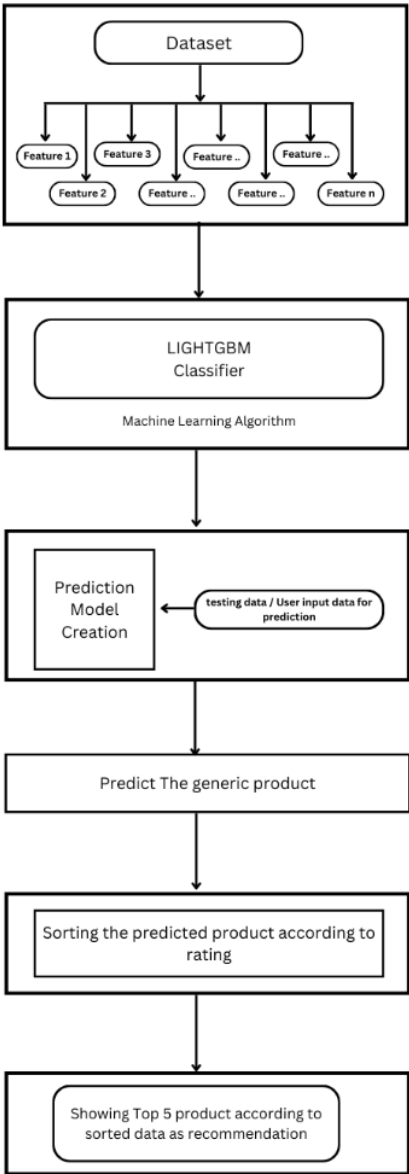 Dataset
Feature 1
Feature 3
Feature ..
Feature ..
Feature 2
Feature ..
Feature ..
Feature n
LIGHTGBM
Classifier
Machine Learning Algorithm
Prediction
Model
Creation
testing data / User input data for
prediction
Predict The generic product
Sorting the predicted product according to
rating
Showing Top 5 product according to
sorted data as recommendation